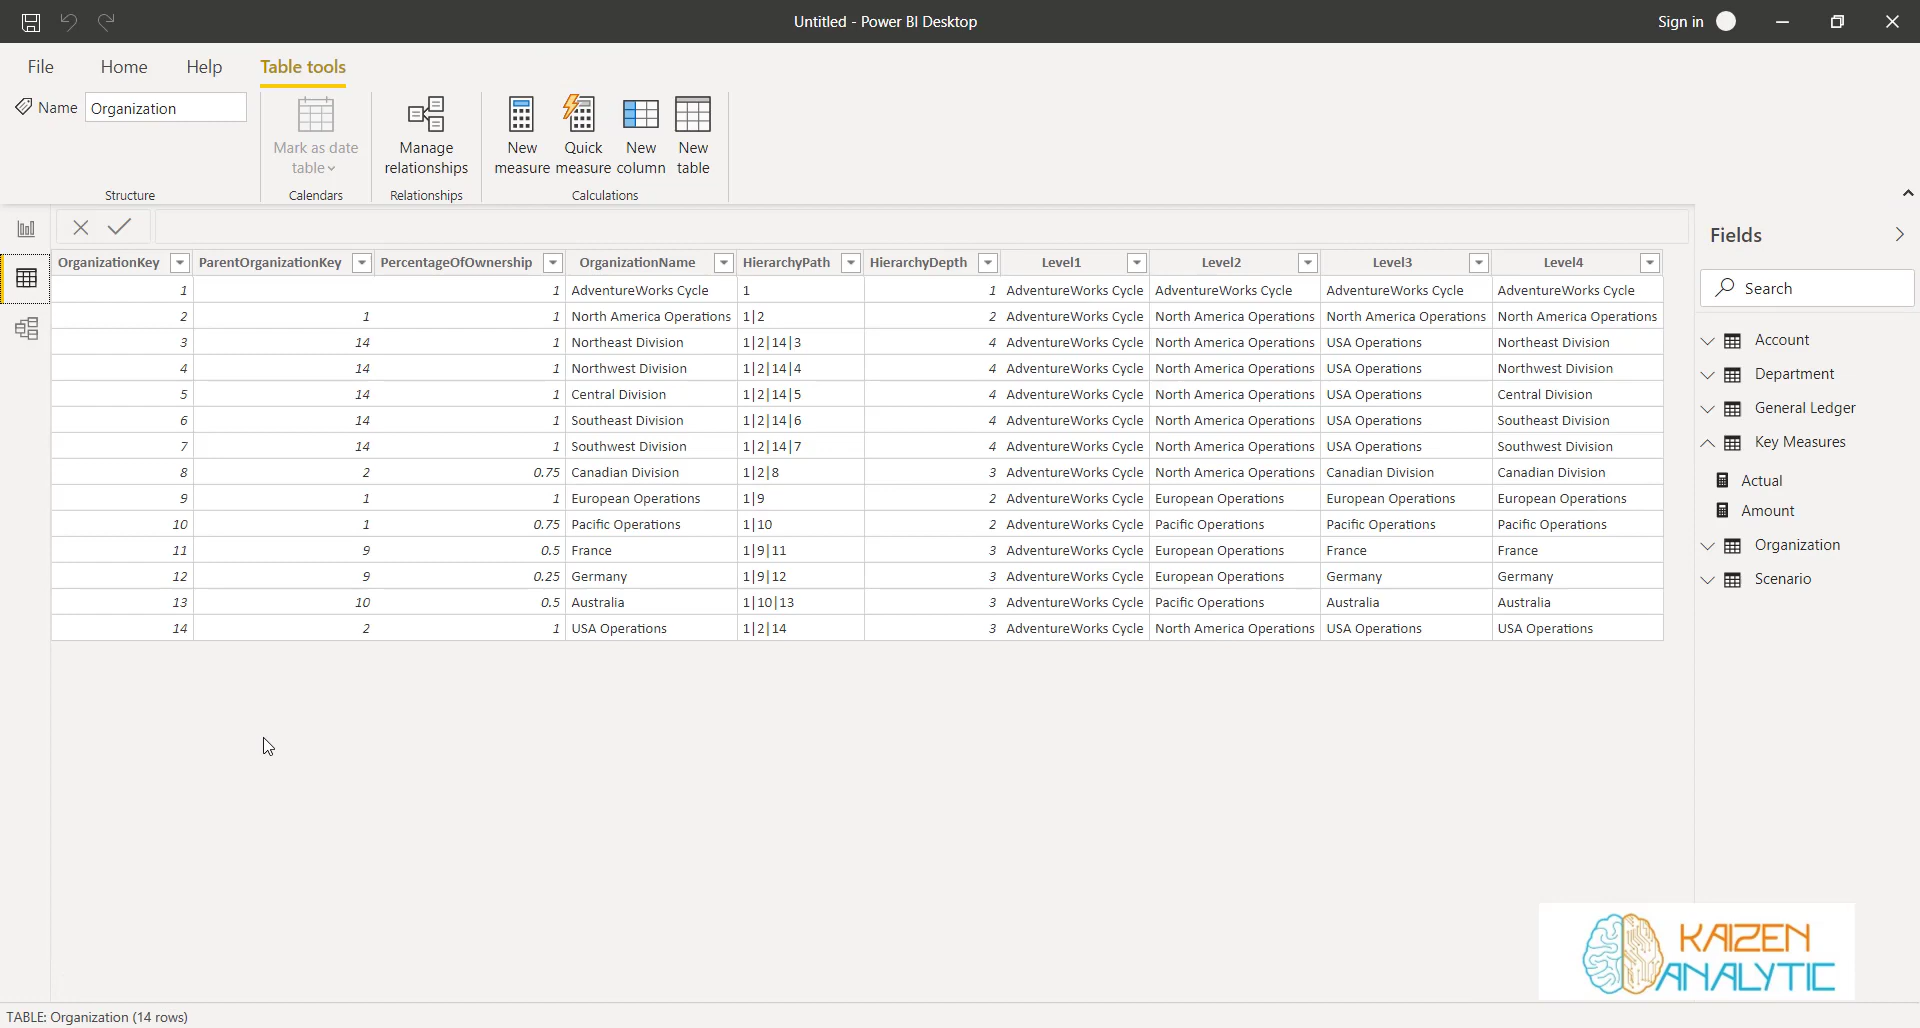 Untitled - Power BI Desktop
Sign in
File Home Help Table tools
Name Organization
Mark as date table
Manage relationships
New measure
Quick measure
New column
New table
Structure Calendars Relationships Calculations
OrganizationKey ParentOrganizationKey PercentageOfOwnership OrganizationName HierarchyPath HierarchyDepth Level1 Level2 Level3 Level4
1 1 AdventureWorks Cycle 1 1 AdventureWorks Cycle AdventureWorks Cycle AdventureWorks Cycle AdventureWorks Cycle
2 1 1 North America Operations 1|2 2 AdventureWorks Cycle North America Operations North America Operations North America Operations
3 14 1 Northeast Division 1|2|14|3 4 AdventureWorks Cycle North America Operations USA Operations Northeast Division
4 14 1 Northwest Division 1|2|14|4 4 AdventureWorks Cycle North America Operations USA Operations Northwest Division
5 14 1 Central Division 1|2|14|5 4 AdventureWorks Cycle North America Operations USA Operations Central Division
6 14 1 Southeast Division 1|2|14|6 4 AdventureWorks Cycle North America Operations USA Operations Southeast Division
7 14 1 Southwest Division 1|2|14|7 4 AdventureWorks Cycle North America Operations USA Operations Southwest Division
8 2 0.75 Canadian Division 1|2|8 3 AdventureWorks Cycle North America Operations Canadian Division Canadian Division
9 1 1 European Operations 1|9 2 AdventureWorks Cycle European Operations European Operations European Operations
10 1 0.75 Pacific Operations 1|10 2 AdventureWorks Cycle Pacific Operations Pacific Operations Pacific Operations
11 9 0.5 France 1|9|11 3 AdventureWorks Cycle European Operations France France
12 9 0.25 Germany 1|9|12 3 AdventureWorks Cycle European Operations Germany Germany
13 10 0.5 Australia 1|10|13 3 AdventureWorks Cycle Pacific Operations Australia Australia
14 2 1 USA Operations 1|2|14 3 AdventureWorks Cycle North America Operations USA Operations USA Operations
Fields
Search
Account
Department
General Ledger
Key Measures
Actual
Amount
Organization
Scenario
KAIZEN
ANALYTIC
TABLE: Organization (14 rows)